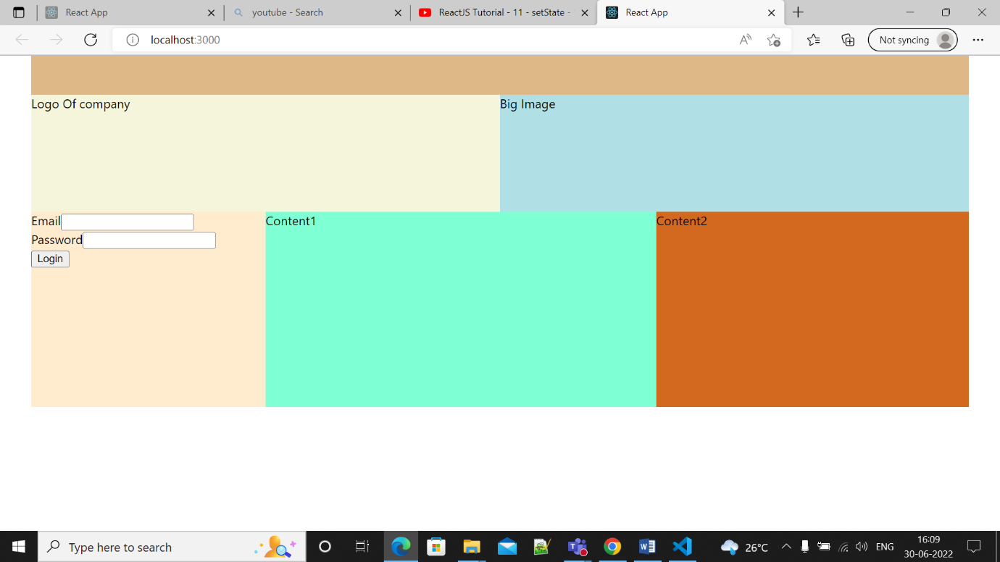 React App
youtube - Search
ReactJS Tutorial - 11 - setState -
React App
localhost:3000
A
Not syncing
Logo Of company
Big Image
Email
Content1
Content2
Password
Login
Type here to search
26°C
ENG
16:09
30-06-2022